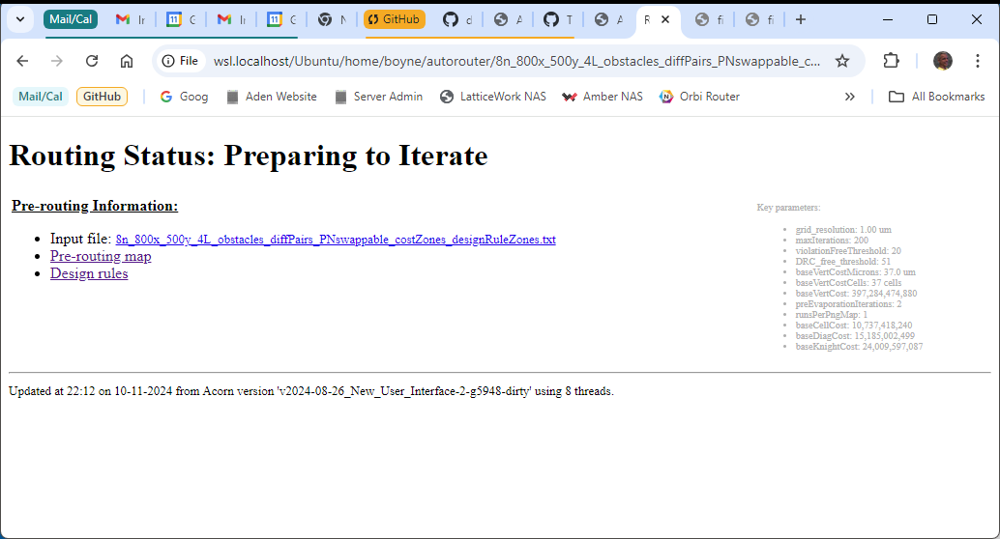 Mail/Cal
In
31
G
In
31
G
N
GitHub
d
A
T
A
R
fi
fi
File
wsl.localhost/Ubuntu/home/boyne/autorouter/8n_800x_500y_4L_obstacles_diffPairs_PNswappable_c...
Mail/Cal
GitHub
Goog
Aden Website
Server Admin
LatticeWork NAS
Amber NAS
Orbi Router
All Bookmarks
Routing Status: Preparing to Iterate
Pre-routing Information:
Input file: 8n_800x_500y_4L_obstacles_diffPairs_PNswappable_costZones_designRuleZones.txt
Pre-routing map
Design rules
Key parameters:
grid_resolution: 1.00 um
maxIterations: 200
violationFreeThreshold: 20
DRC_free_threshold: 51
baseVertCostMicrons: 37.0 um
baseVertCostCells: 37 cells
baseVertCost: 397,284,474,880
preEvaporationIterations: 2
runsPerPngMap: 1
baseCellCost: 10,737,418,240
baseDiagCost: 15,185,002,499
baseKnightCost: 24,009,597,087
Updated at 22:12 on 10-11-2024 from Acorn version 'v2024-08-26_New_User_Interface-2-g5948-dirty' using 8 threads.